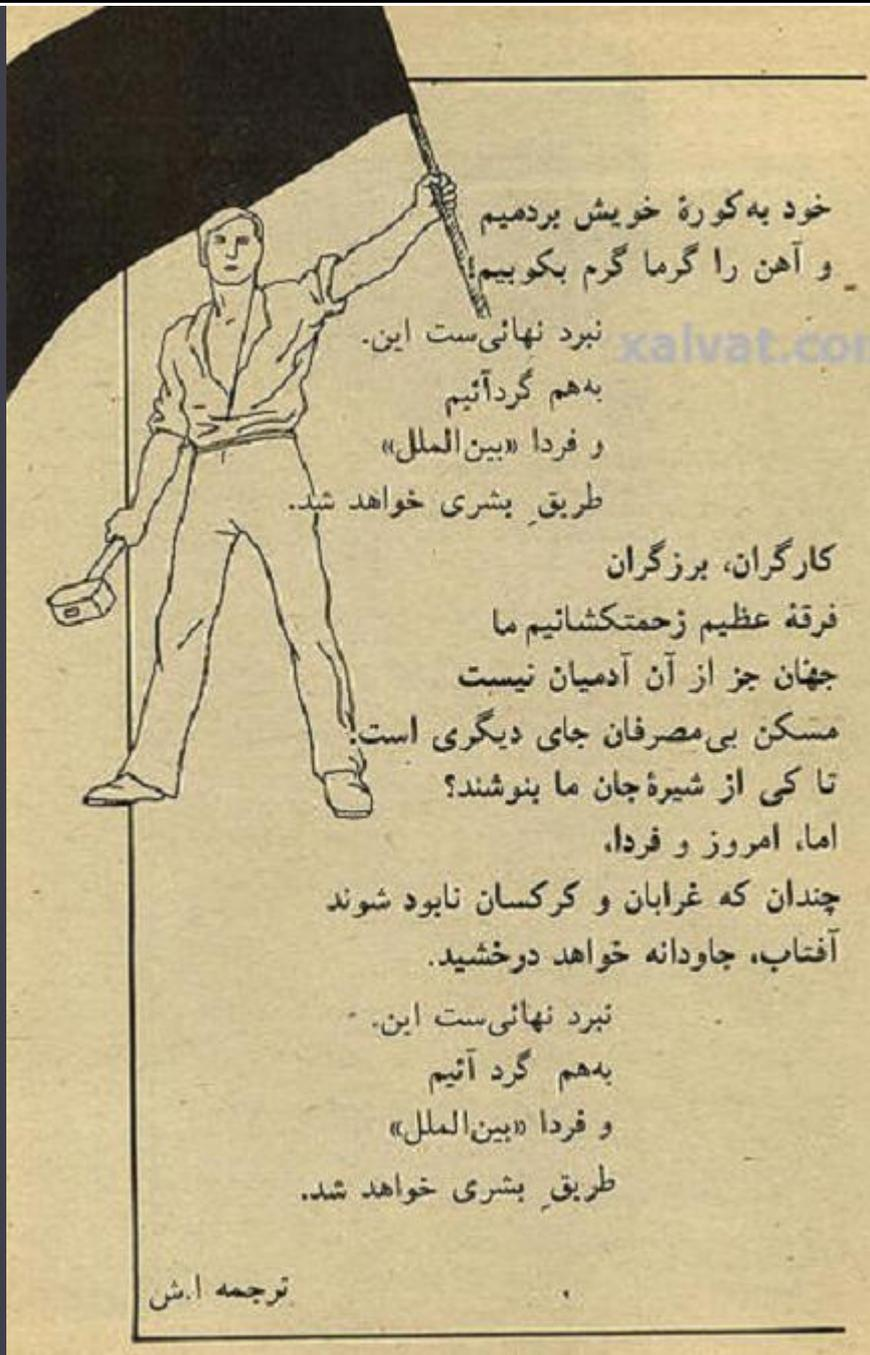 خود به‌کورهٔ خویش بردمیم
و آهن را گرما گرم بکوبیم!
نبرد نهائی‌ست این.
xalvat.com
به‌هم گردآئیم
و فردا «بین‌الملل»
طریقِ بشری خواهد شد.
کارگران، برزگران
فرقهٔ عظیم زحمتکشانیم ما
جهان جز از آن آدمیان نیست
مسکن بی‌مصرفان جای دیگری است!
تا کی از شیرهٔ جان ما بنوشند؟
اما، امروز و فردا،
چندان که غرابان و کرکسان نابود شوند
آفتاب، جاودانه خواهد درخشید.
نبرد نهائی‌ست این.
به‌هم گرد آئیم
و فردا «بین‌الملل»
طریقِ بشری خواهد شد.
ترجمه ا.ش